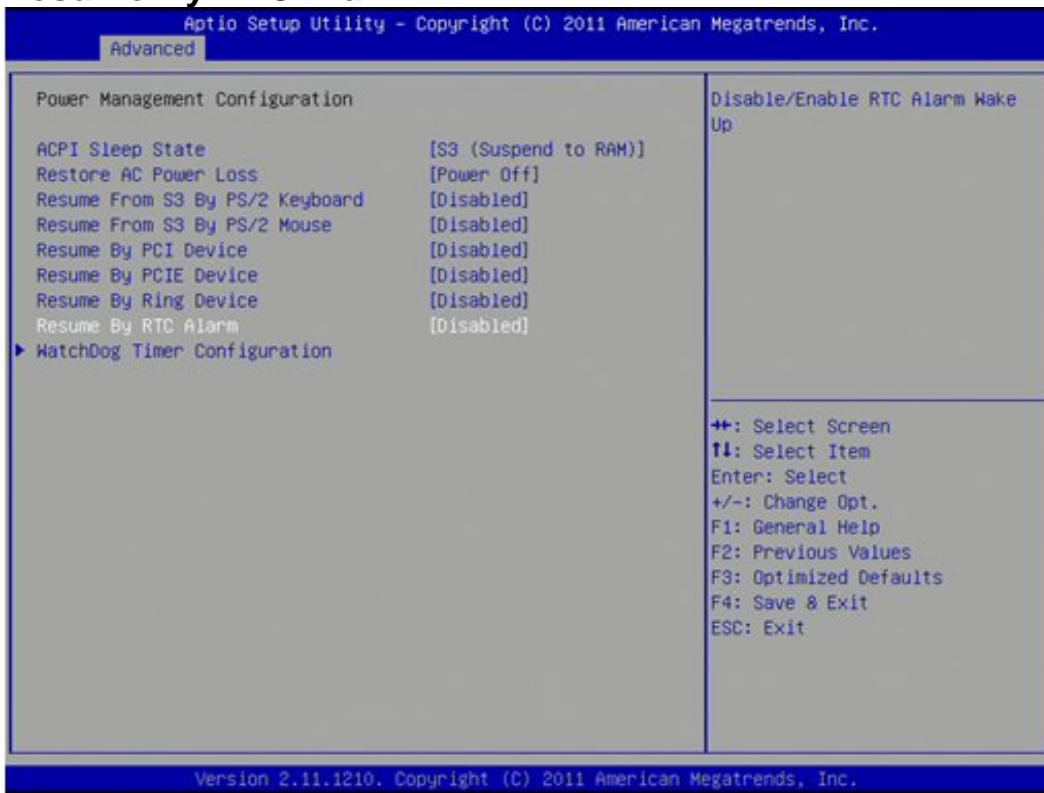 Aptio Setup Utility - Copyright (C) 2011 American Megatrends, Inc.
Advanced
Power Management Configuration
ACPI Sleep State [S3 (Suspend to RAM)]
Restore AC Power Loss [Power Off]
Resume From S3 By PS/2 Keyboard [Disabled]
Resume From S3 By PS/2 Mouse [Disabled]
Resume By PCI Device [Disabled]
Resume By PCIE Device [Disabled]
Resume By Ring Device [Disabled]
Resume By RTC Alarm [Disabled]
WatchDog Timer Configuration
Disable/Enable RTC Alarm Wake
Up
→←: Select Screen
↑↓: Select Item
Enter: Select
+/-: Change Opt.
F1: General Help
F2: Previous Values
F3: Optimized Defaults
F4: Save & Exit
ESC: Exit
Version 2.11.1210. Copyright (C) 2011 American Megatrends, Inc.